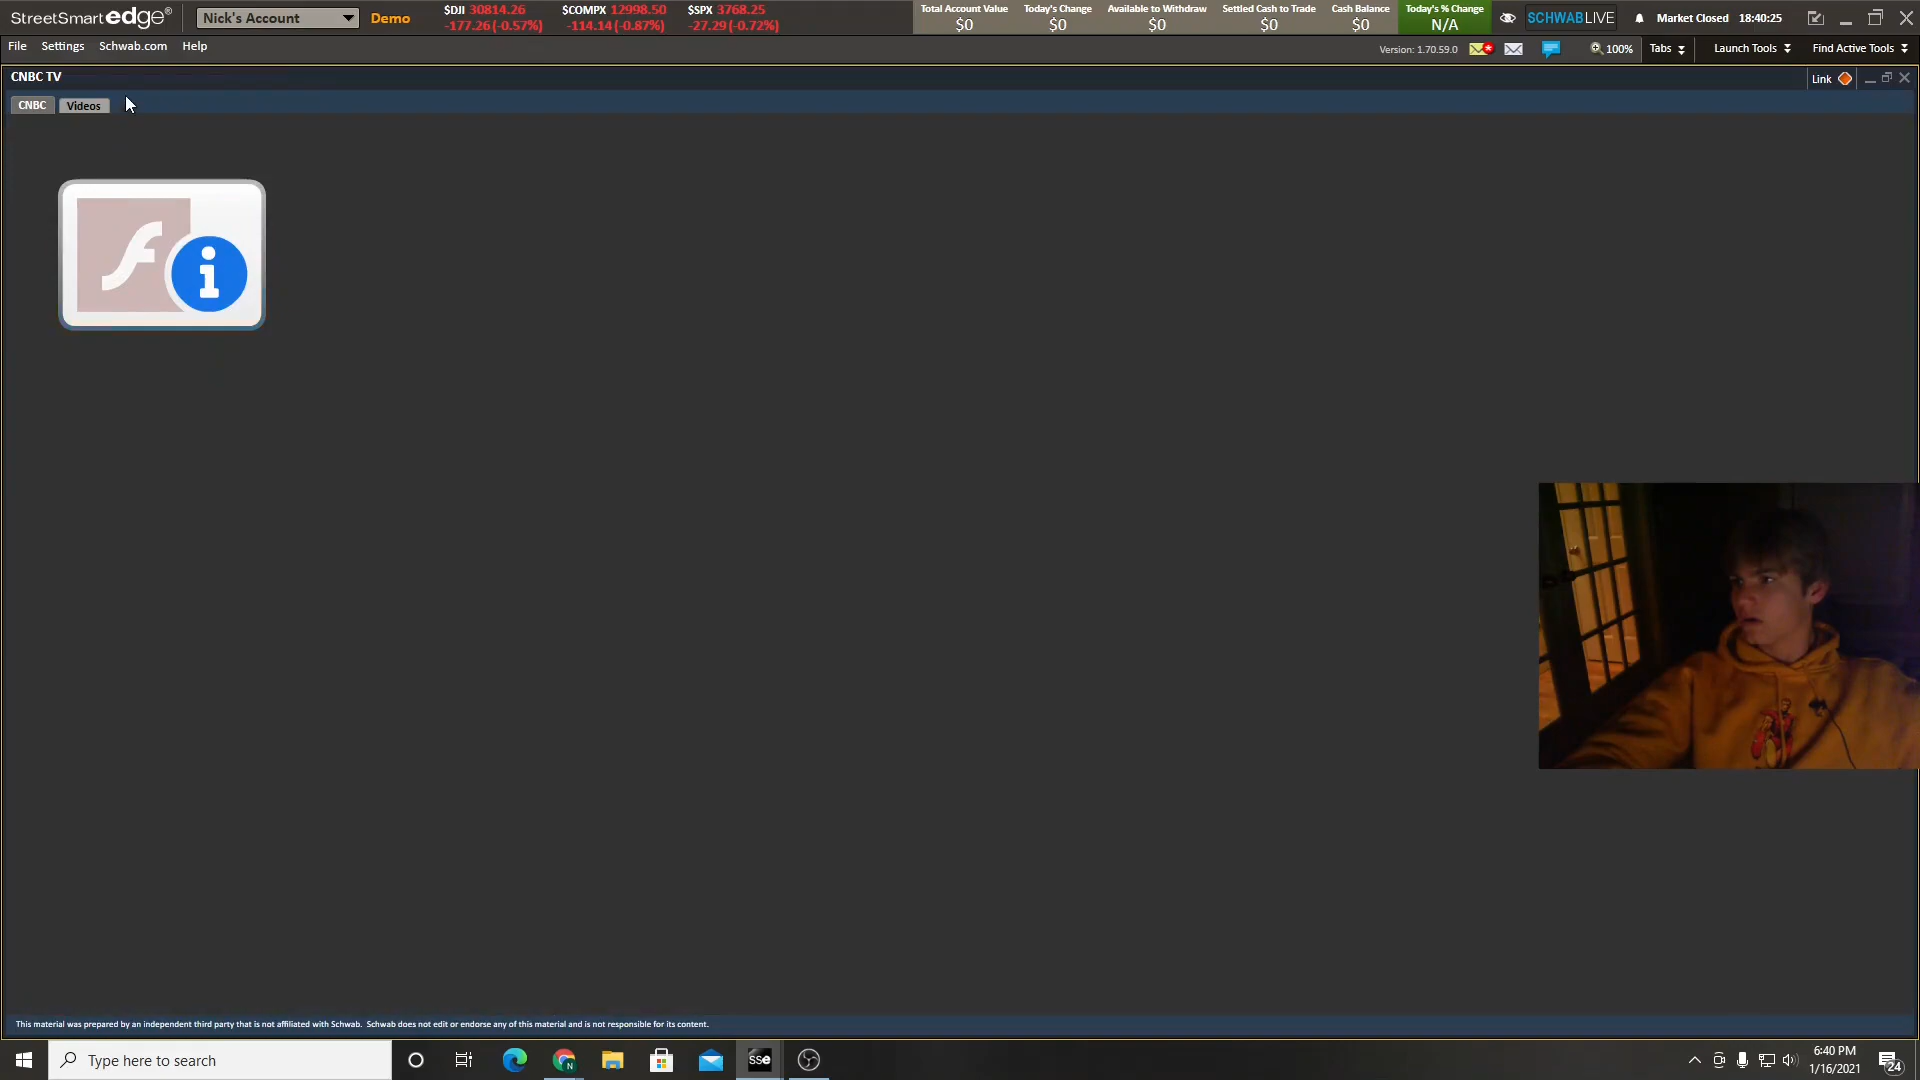 StreetSmart edge®
Nick's Account
Demo
$DJI 30814.26
-177.26 (-0.57%)
$COMPX 12998.50
-114.14 (-0.87%)
$SPX 3768.25
-27.29 (-0.72%)
Total Account Value
$0
Today's Change
$0
Available to Withdraw
$0
Settled Cash to Trade
$0
Cash Balance
$0
Today's % Change
N/A
SCHWABLIVE
Market Closed 18:40:25
File Settings Schwab.com Help
Version: 1.70.59.0
100%
Tabs
Launch Tools
Find Active Tools
CNBC TV
Link
CNBC Videos
f i
This material was prepared by an independent third party that is not affiliated with Schwab. Schwab does not edit or endorse any of this material and is not responsible for its content.
Type here to search
N
sse
6:40 PM
1/16/2021
24